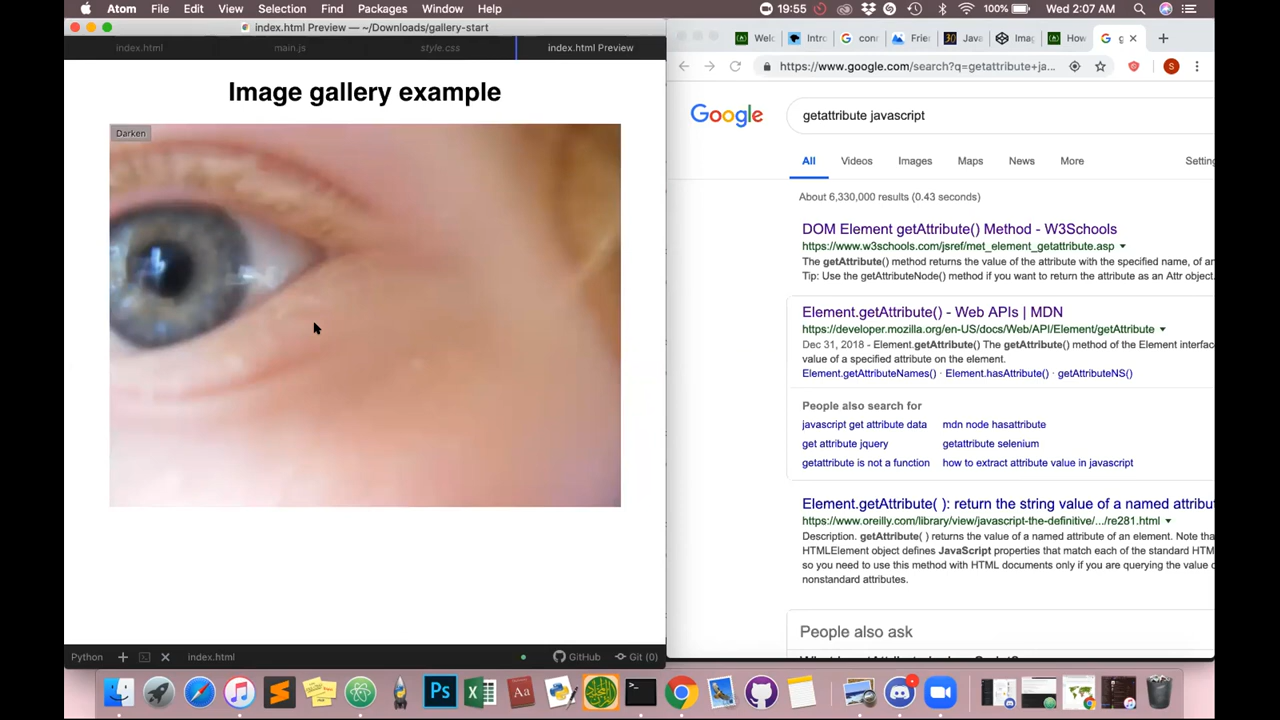 Atom File Edit View Selection Find Packages Window Help 19:55 100% Wed 2:07 AM
index.html Preview — ~/Downloads/gallery-start
index.html main.js style.css index.html Preview
Image gallery example
Darken
Python index.html GitHub Git (0)
Welc Intro Frie Java Imag How
https://www.google.com/search?q=getattribute+ja... S
Google getattribute javascript
All Videos Images Maps News More Setting
About 6,330,000 results (0.43 seconds)
DOM Element getAttribute() Method - W3Schools
https://www.w3schools.com/jsref/met_element_getattribute.asp
The getAttribute() method returns the value of the attribute with the specified name, of an
Tip: Use the getAttributeNode() method if you want to return the attribute as an Attr object.
Element.getAttribute() - Web APIs | MDN
https://developer.mozilla.org/en-US/docs/Web/API/Element/getAttribute
Dec 31, 2018 - Element.getAttribute() The getAttribute() method of the Element interface
value of a specified attribute on the element.
Element.getAttributeNames() · Element.hasAttribute() · getAttributeNS()
People also search for
javascript get attribute data mdn node hasattribute
get attribute jquery getattribute selenium
getattribute is not a function how to extract attribute value in javascript
Element.getAttribute( ): return the string value of a named attribut
https://www.oreilly.com/library/view/javascript-the-definitive/.../re281.html
Description. getAttribute( ) returns the value of a named attribute of an element. Note tha
HTMLElement object defines JavaScript properties that match each of the standard HTM
so you need to use this method with HTML documents only if you are querying the value o
nonstandard attributes.
People also ask